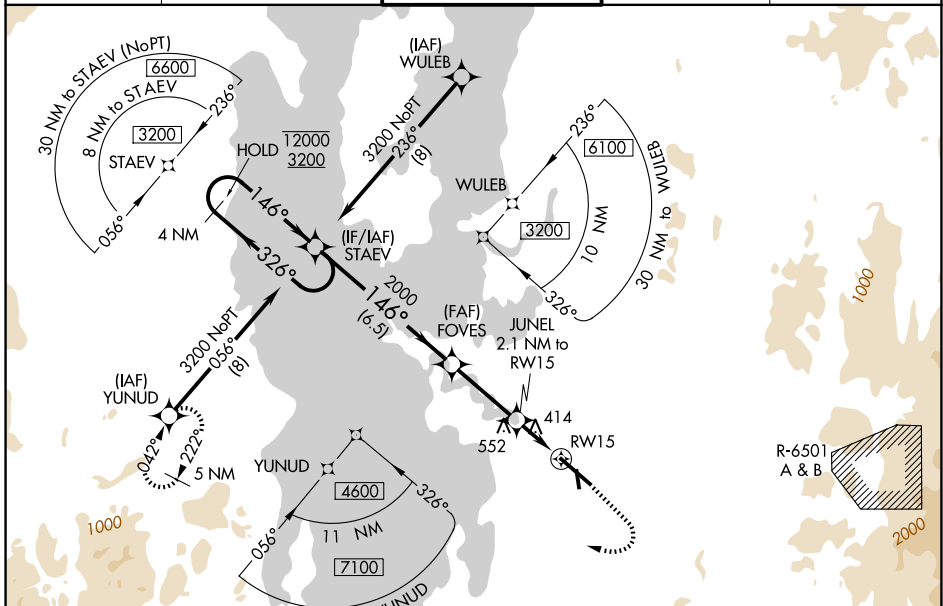 30 NM to STAEV (NoPT)
6600
8 NM to STAEV
236°
3200
STAEV
056°
HOLD
12000
3200
146°
326°
4 NM
(IF/IAF)
STAEV
(IAF)
WULEB
3200 NoPT
236°
(8)
236°
6100
WULEB
3200
10 NM
30 NM to WULEB
326°
2000
146°
(6.5)
(FAF)
FOVES
JUNEL
2.1 NM to
RW15
414
552
RW15
3200 NoPT
056°
(8)
(IAF)
YUNUD
042°
222°
5 NM
YUNUD
4600
326°
056°
11 NM
7100
YUNUD
R-6501
A & B
1000
1000
2000